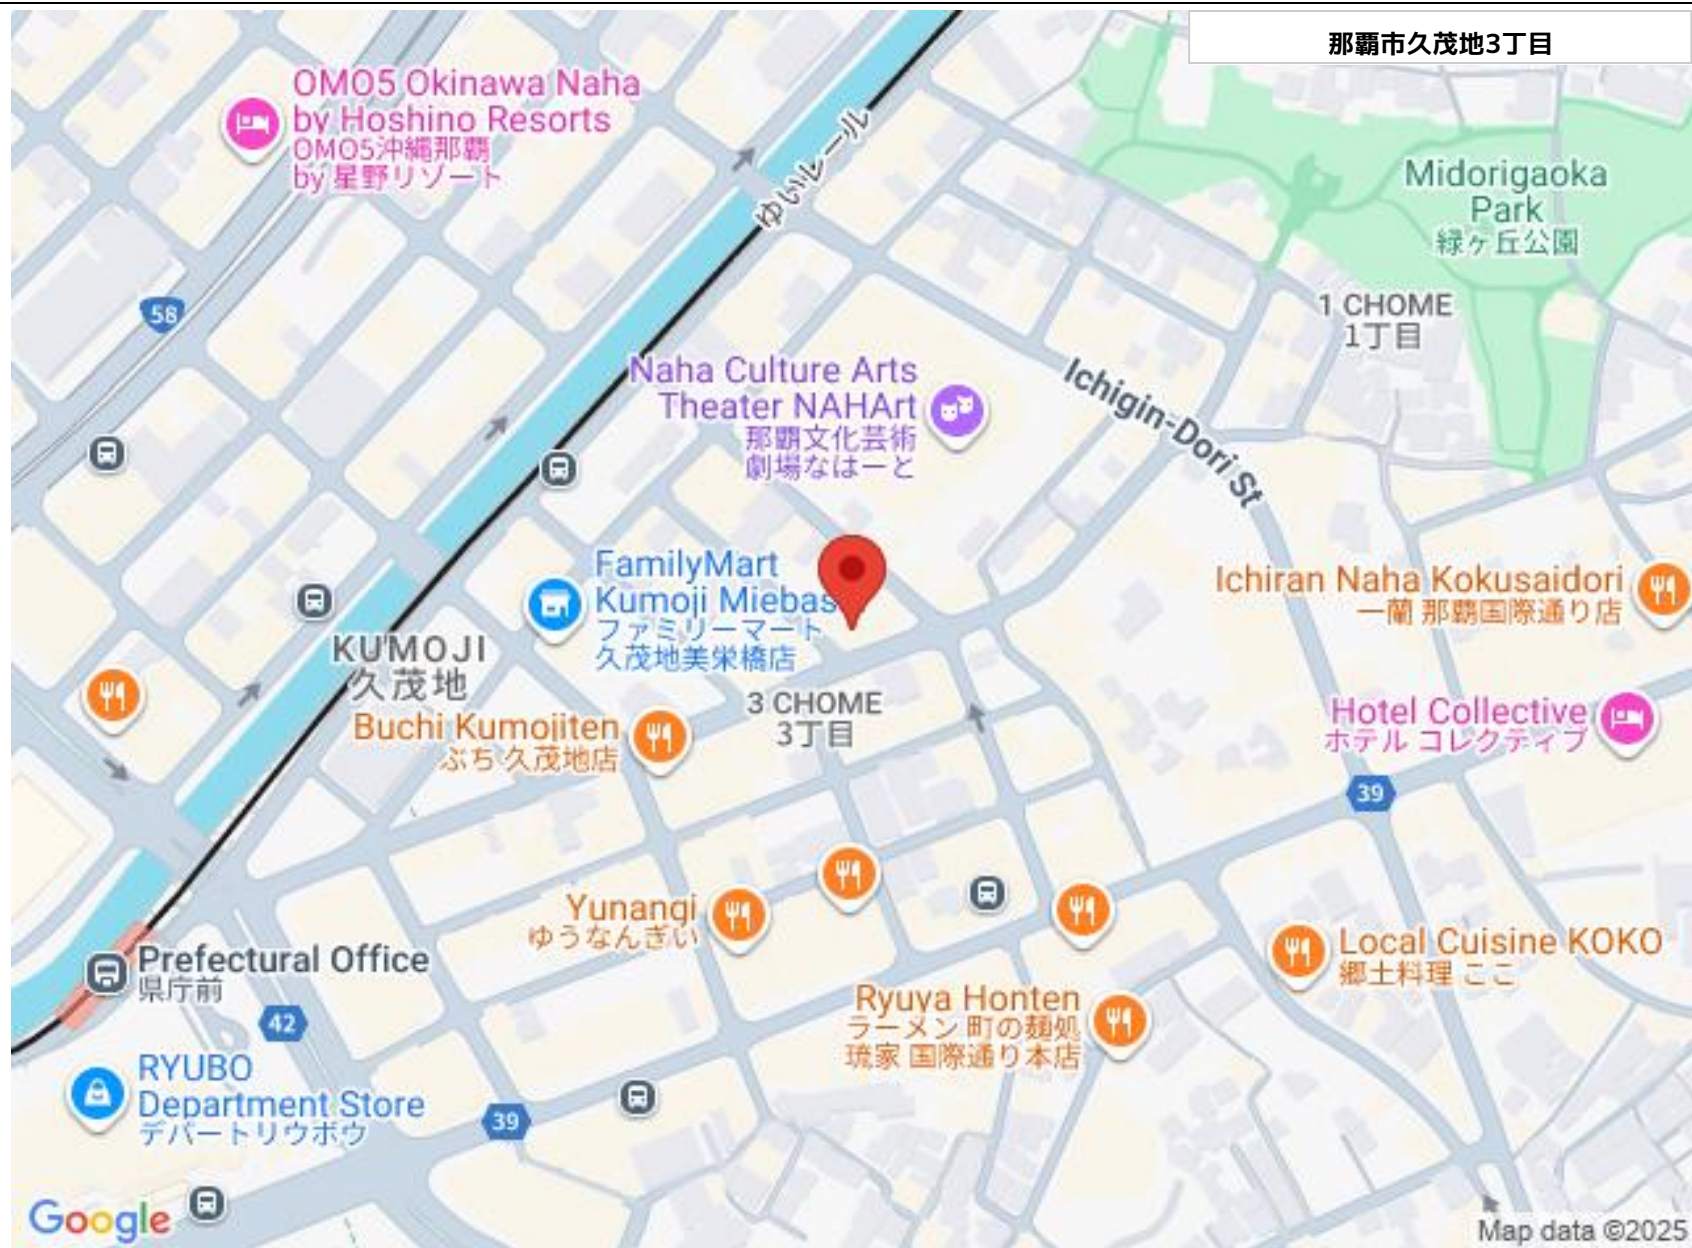 那覇市久茂地3丁目
OMO5 Okinawa Naha
by Hoshino Resorts
OMO5沖縄那覇
by 星野リゾート
ゆいレール
Midorigaoka
Park
緑ヶ丘公園
58
1 CHOME
1丁目
Naha Culture Arts
Theater NAHArt
那覇文化芸術
劇場なはーと
Ichigin-Dori St
FamilyMart
Kumoji Miebas
ファミリーマート
久茂地美栄橋店
Ichiran Naha Kokusaidori
一蘭 那覇国際通り店
KUMOJI
久茂地
3 CHOME
3丁目
Buchi Kumojiten
ぶち 久茂地店
Hotel Collective
ホテル コレクティブ
39
Yunangi
ゆうなんぎい
Prefectural Office
県庁前
Local Cuisine KOKO
郷土料理 ここ
Ryuya Honten
ラーメン 町の麺処
琉家 国際通り本店
42
RYUBO
Department Store
デパートリウボウ
39
Google
Map data ©2025